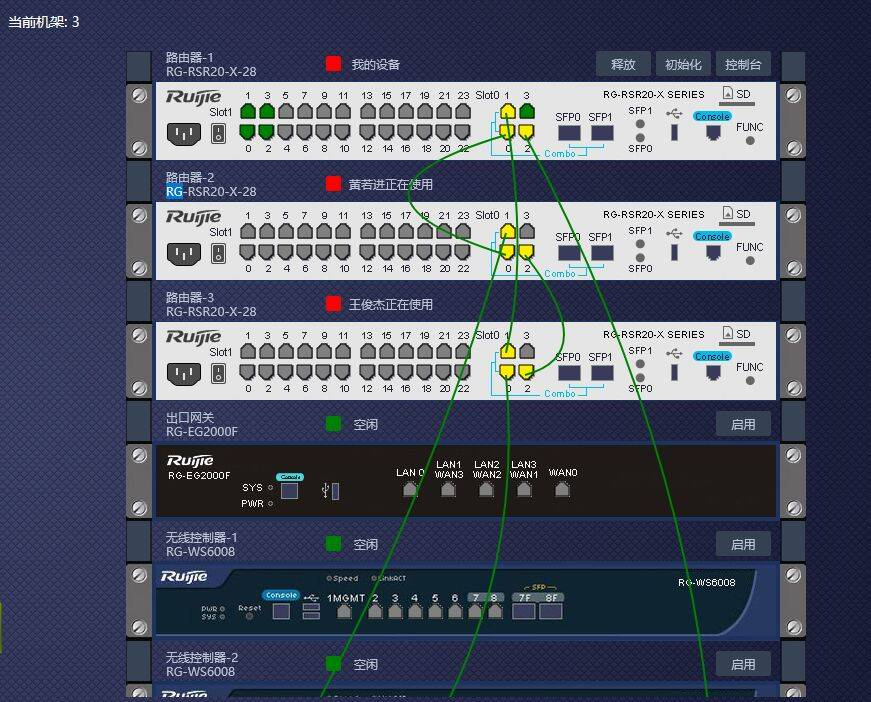 当前机架: 3
路由器-1
RG-RSR20-X-28
我的设备
释放 初始化 控制台
Ruijie
Slot1
1 3 5 7 9 11 13 15 17 19 21 23 Slot0 1 3
RG-RSR20-X SERIES SD
SFP0 SFP1 SFP1 Console FUNC
0 2 4 6 8 10 12 14 16 18 20 22 0 2
Combo SFP0
路由器-2
RG-RSR20-X-28
黄若进正在使用
Ruijie
Slot1
1 3 5 7 9 11 13 15 17 19 21 23 Slot0 1 3
RG-RSR20-X SERIES SD
SFP0 SFP1 SFP1 Console FUNC
0 2 4 6 8 10 12 14 16 18 20 22 0 2
Combo SFP0
路由器-3
RG-RSR20-X-28
王俊杰正在使用
Ruijie
Slot1
1 3 5 7 9 11 13 15 17 19 21 23 Slot0 1 3
RG-RSR20-X SERIES SD
SFP0 SFP1 SFP1 Console FUNC
0 2 4 6 8 10 12 14 16 18 20 22 0 2
Combo SFP0
出口网关
RG-EG2000F
空闲
启用
Ruijie
RG-EG2000F
Console
SYS
PWR
LAN 0 LAN1 LAN2 LAN3 WAN0
WAN3 WAN2 WAN1
无线控制器-1
RG-WS6008
空闲
启用
Ruijie
Speed LinkACT
RG-WS6008
SFP
Console 1MGMT 2 3 4 5 6 7 8 7F 8F
PWR Reset
SYS
无线控制器-2
RG-WS6008
空闲
启用
Ruijie